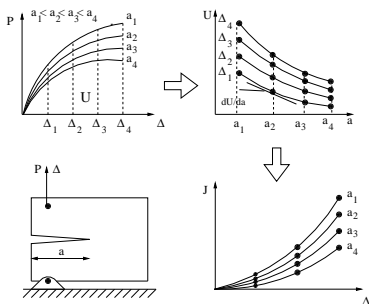 P
a₁< a₂< a₃< a₄
a₁
a₂
a₃
a₄
U
Δ₁ Δ₂ Δ₃ Δ₄ Δ
U
Δ₄
Δ₃
Δ₂
Δ₁
dU/da
a₁ a₂ a₃ a₄ a
P Δ
a
J
a₁
a₂
a₃
a₄
Δ